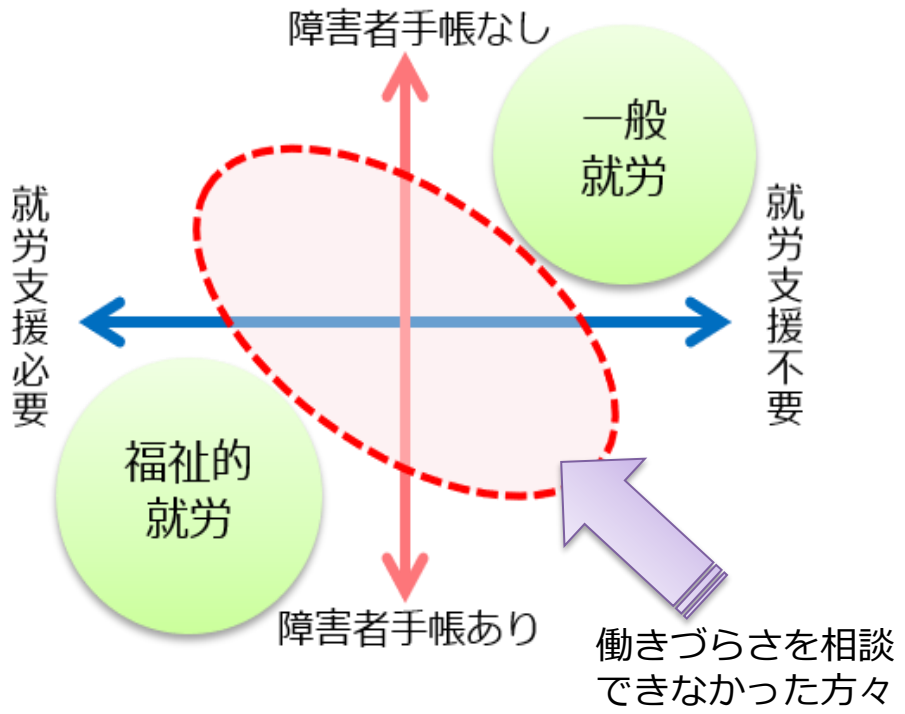 障害者手帳なし
一般
就労
就労支援必要
就労支援不要
福祉的
就労
障害者手帳あり
働きづらさを相談
できなかった方々